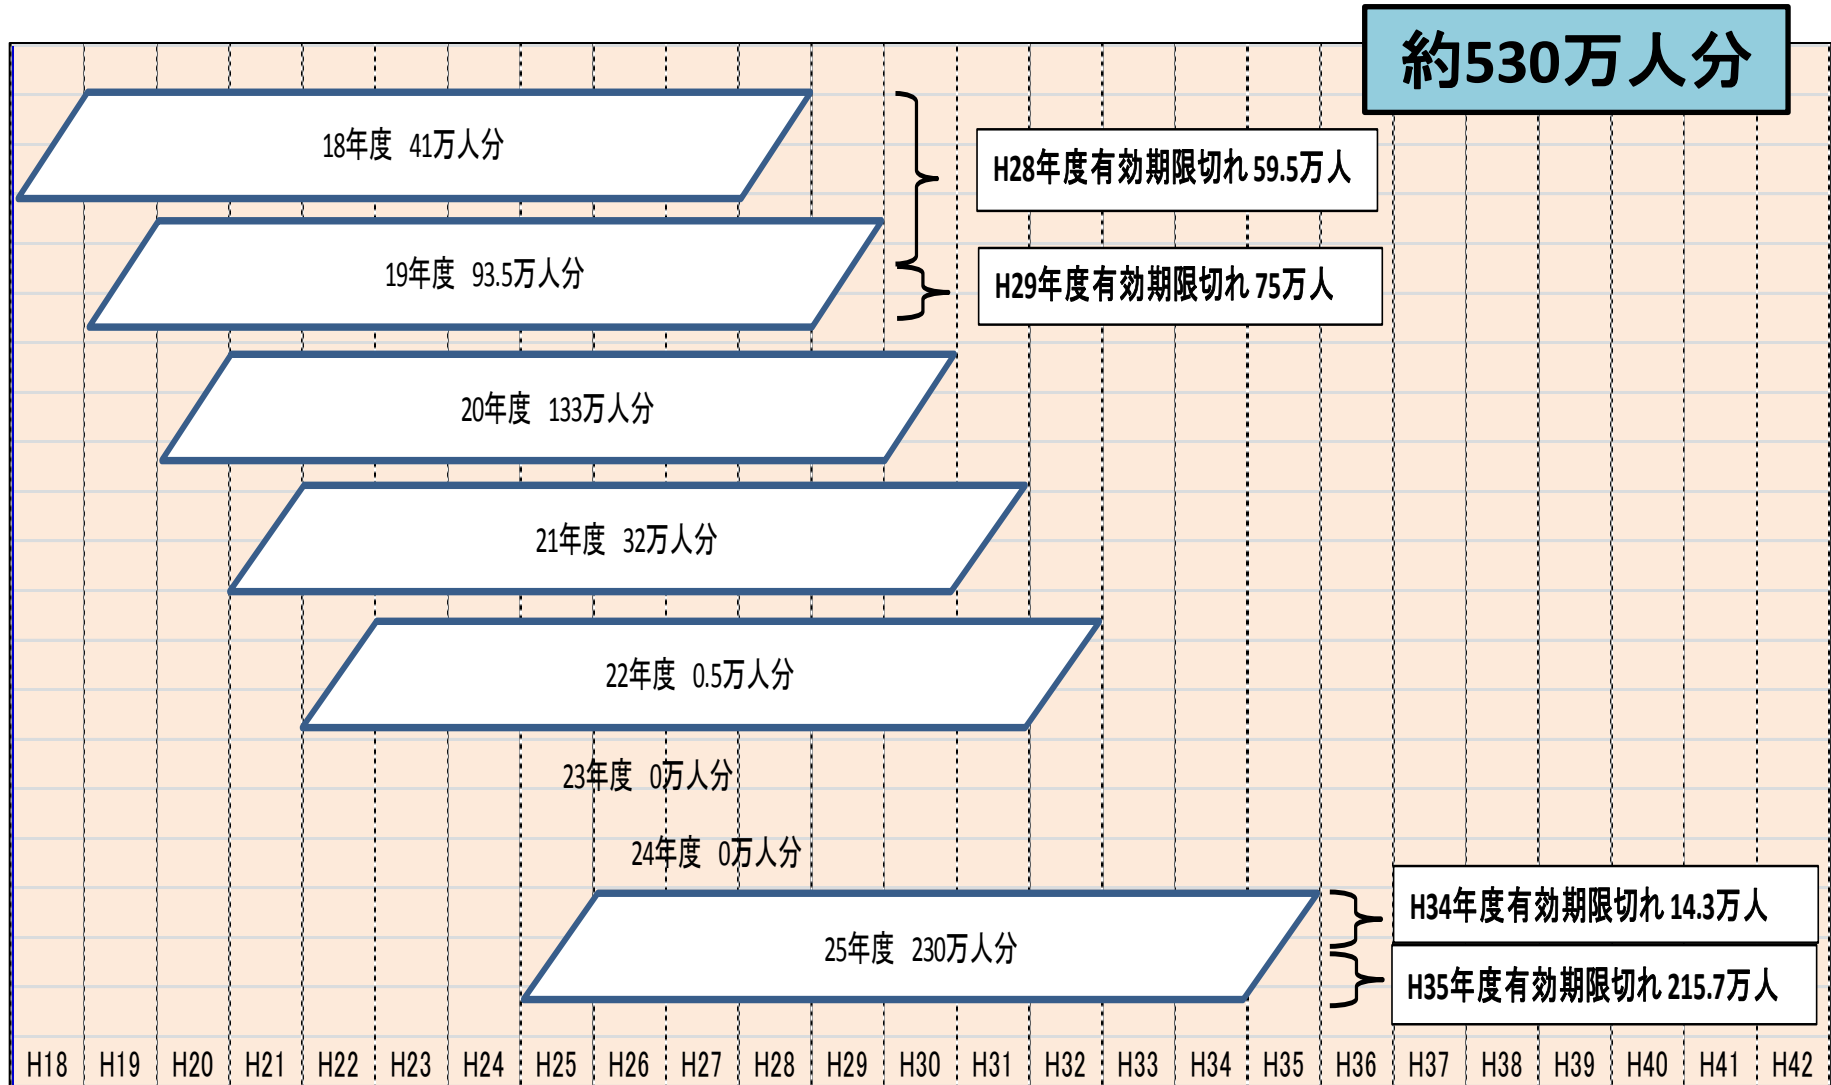 約530万人分
18年度 41万人分
H28年度有効期限切れ 59.5万人
19年度 93.5万人分
H29年度有効期限切れ 75万人
20年度 133万人分
21年度 32万人分
22年度 0.5万人分
23年度 0万人分
24年度 0万人分
H34年度有効期限切れ 14.3万人
25年度 230万人分
H35年度有効期限切れ 215.7万人
H18 H19 H20 H21 H22 H23 H24 H25 H26 H27 H28 H29 H30 H31 H32 H33 H34 H35 H36 H37 H38 H39 H40 H41 H42